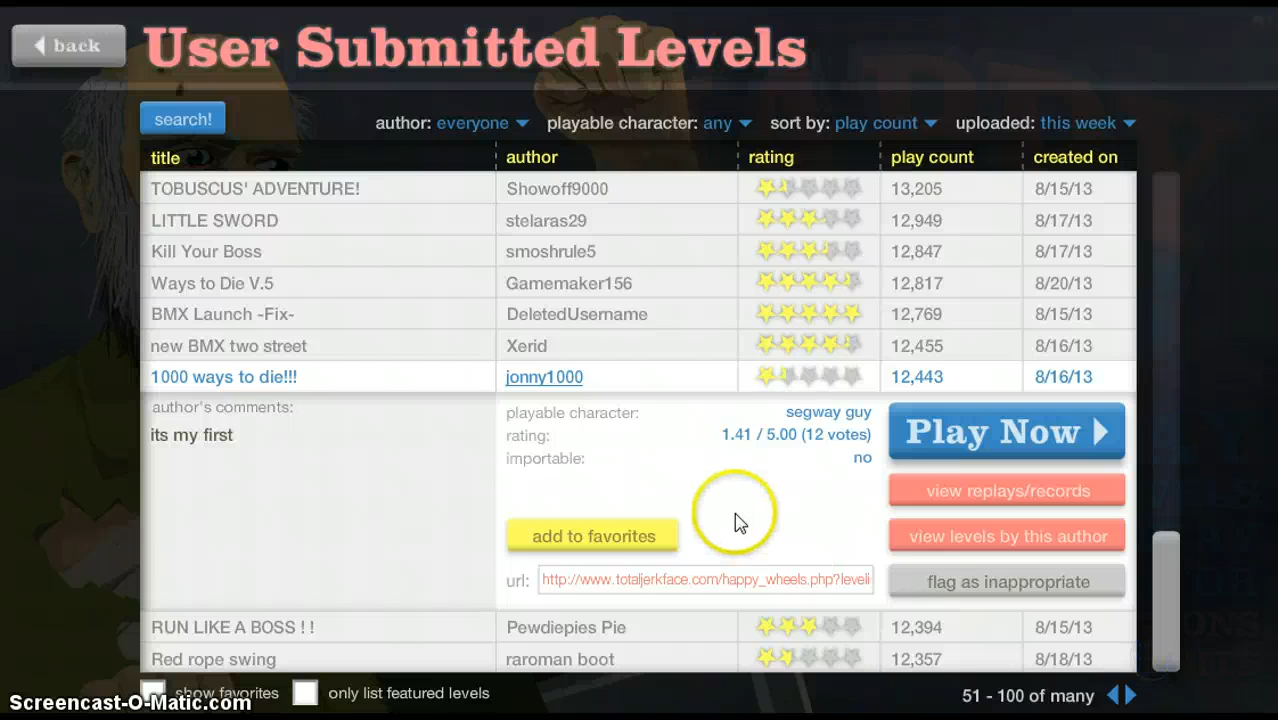 back
User Submitted Levels
search!
author: everyone
playable character: any
sort by: play count
uploaded: this week
title author rating play count created on
TOBUSCUS' ADVENTURE! Showoff9000 13,205 8/15/13
LITTLE SWORD stelaras29 12,949 8/17/13
Kill Your Boss smoshrule5 12,847 8/17/13
Ways to Die V.5 Gamemaker156 12,817 8/20/13
BMX Launch -Fix- DeletedUsername 12,769 8/15/13
new BMX two street Xerid 12,455 8/16/13
1000 ways to die!!! jonny1000 12,443 8/16/13
author's comments:
its my first
playable character: segway guy
rating: 1.41 / 5.00 (12 votes)
importable: no
add to favorites
url: http://www.totaljerkface.com/happy_wheels.php?leveli
Play Now
view replays/records
view levels by this author
flag as inappropriate
RUN LIKE A BOSS ! ! Pewdiepies Pie 12,394 8/15/13
Red rope swing raroman boot 12,357 8/18/13
show favorites
only list featured levels
51 - 100 of many
Screencast-O-Matic.com